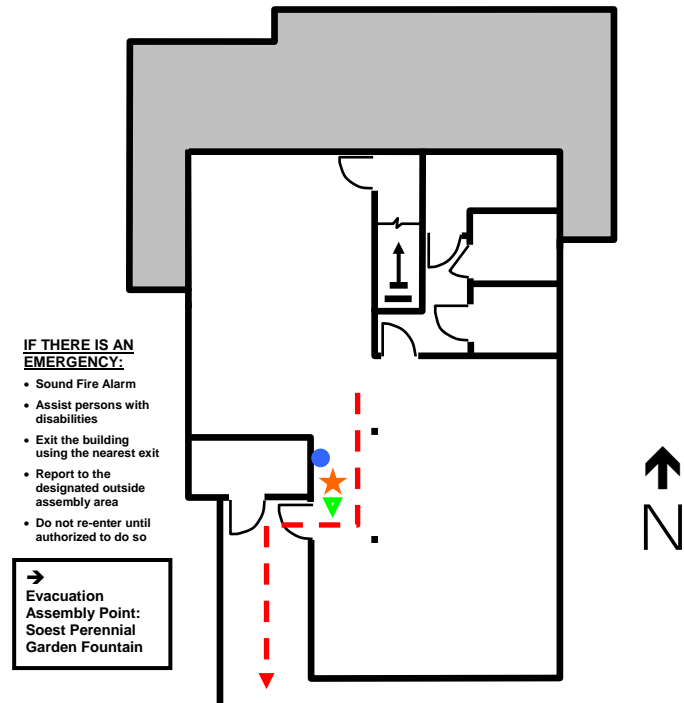 IF THERE IS AN
EMERGENCY:
• Sound Fire Alarm
• Assist persons with
disabilities
• Exit the building
using the nearest exit
• Report to the
designated outside
assembly area
• Do not re-enter until
authorized to do so
→
Evacuation
Assembly Point:
Soest Perennial
Garden Fountain
N